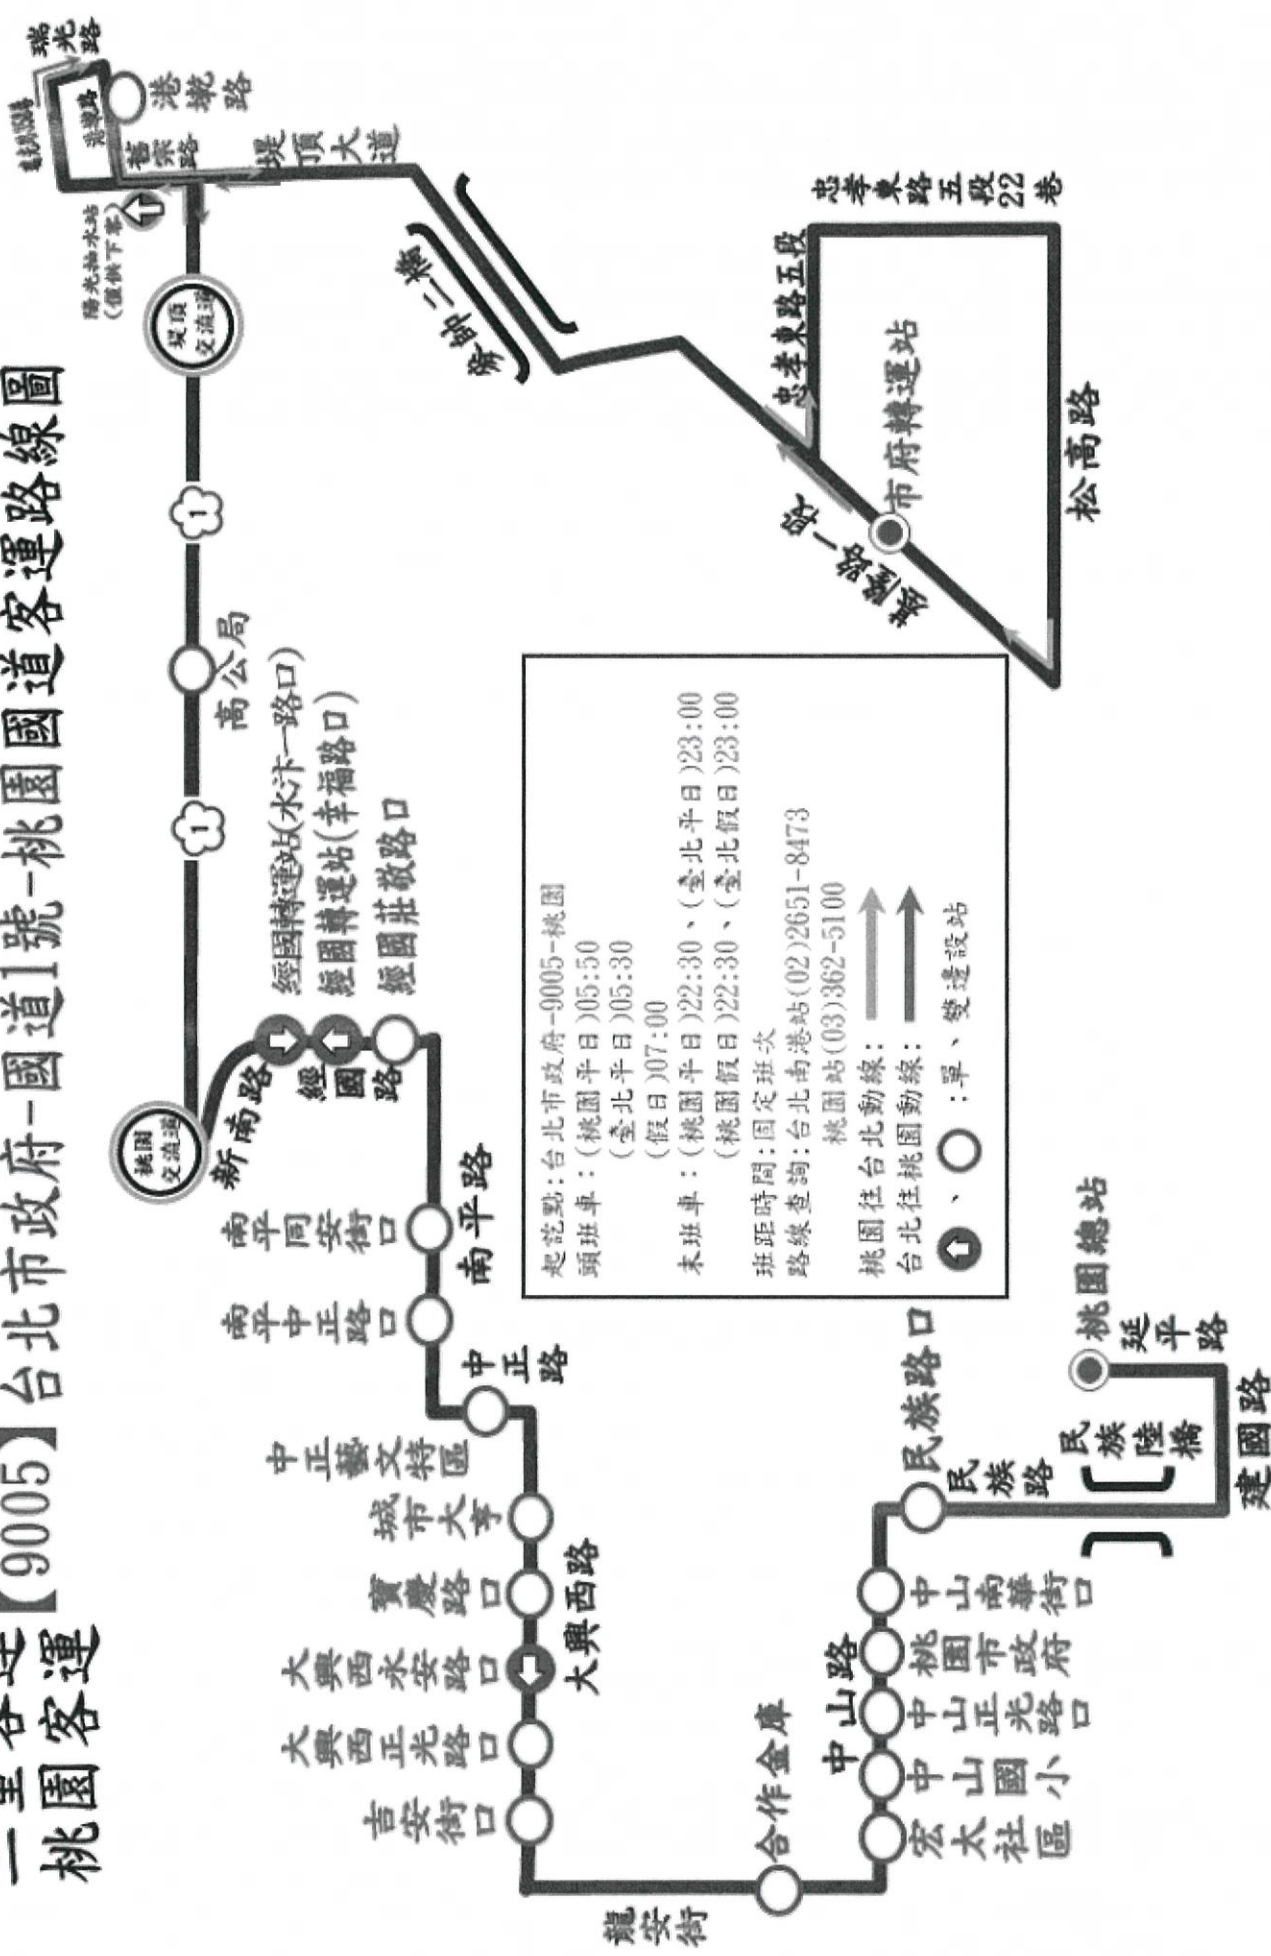 桃園客運
【9005】台北市政府-國道1號-桃園國道客運路線圖
瑞光路
港墘路
港墘路
舊宗路
堤頂大道
陽光抽水站
(僅供下客)
堤頂
交流道
1
高公局
1
桃園
交流道
新南路
經國轉運站(水汴一路口)
經國轉運站(幸福路口)
經國莊敬路口
經國路
南平同安街口
南平中正路口
南平路
中正路
中正藝文特區
城市大亨
寶慶路口
大興西永安路口
大興西正光路口
吉安街口
大興西路
龍安街
合作金庫
中山路
宏太社區
中山國小
中山正光路口
桃園市政府
中山南華街口
民族路口
民族路
民族陸橋
建國路
延平路
桃園總站
麥帥二橋
忠孝東路五段
忠孝東路五段22巷
市府轉運站
基隆路一段
松高路
起訖點:台北市政府-9005-桃園
頭班車:(桃園平日)05:50
(臺北平日)05:30
(假日)07:00
末班車:(桃園平日)22:30、(臺北平日)23:00
(桃園假日)22:30、(臺北假日)23:00
班距時間:固定班次
路線查詢:台北南港站(02)2651-8473
桃園站(03)362-5100
桃園往台北動線:
台北往桃園動線:
、 :單、雙邊設站